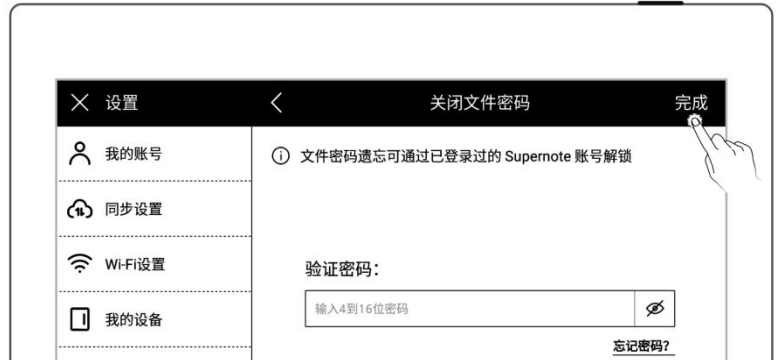 设置
关闭文件密码
完成
我的账号
文件密码遗忘可通过已登录过的 Supernote 账号解锁
同步设置
Wi-Fi设置
验证密码：
我的设备
输入4到16位密码
忘记密码?